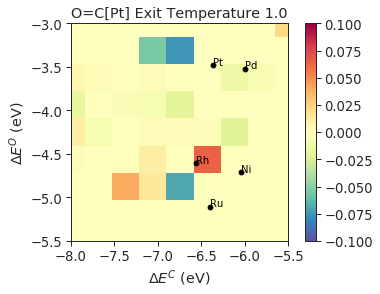 O=C[Pt] Exit Temperature 1.0
−3.0
−3.5
−4.0
−4.5
−5.0
−5.5
ΔE^O (eV)
Pt
Pd
Rh
Ni
Ru
−8.0 −7.5 −7.0 −6.5 −6.0 −5.5
ΔE^C (eV)
0.100
0.075
0.050
0.025
0.000
−0.025
−0.050
−0.075
−0.100